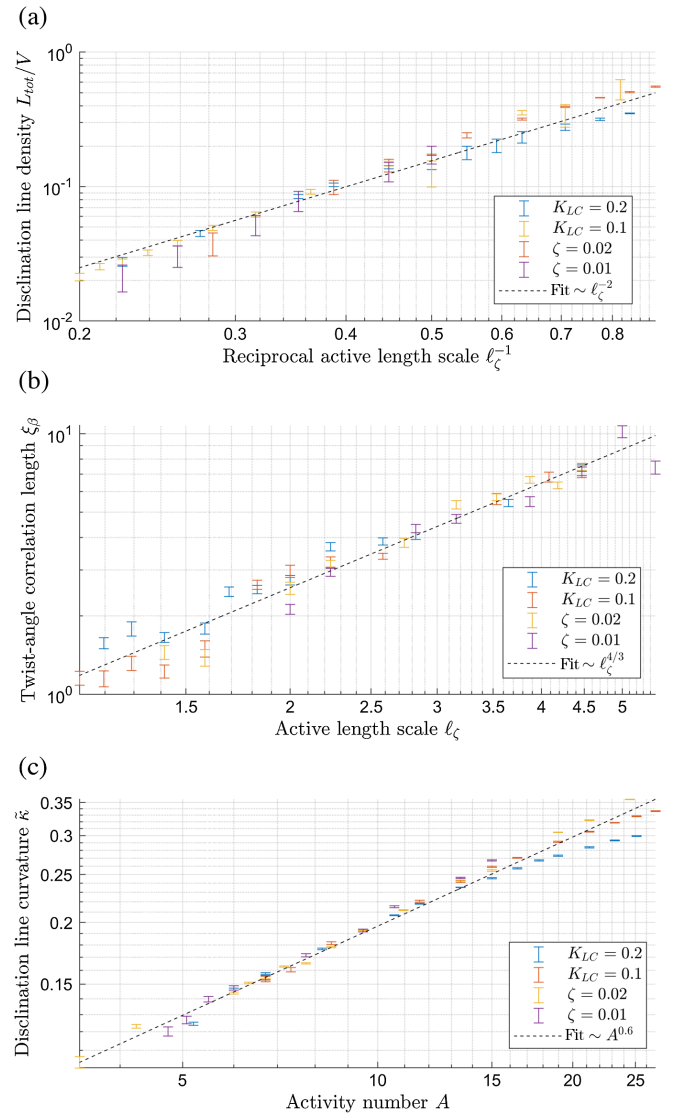 (a)
Disclination line density L_tot/V
10^0
10^-1
10^-2
K_LC = 0.2
K_LC = 0.1
ζ = 0.02
ζ = 0.01
Fit ~ ℓ_ζ^-2
0.2 0.3 0.4 0.5 0.6 0.7 0.8
Reciprocal active length scale ℓ_ζ^-1
(b)
Twist-angle correlation length ξ_β
10^1
10^0
K_LC = 0.2
K_LC = 0.1
ζ = 0.02
ζ = 0.01
Fit ~ ℓ_ζ^4/3
1.5 2 2.5 3 3.5 4 4.5 5
Active length scale ℓ_ζ
(c)
Disclination line curvature κ̃
0.35
0.3
0.25
0.2
0.15
K_LC = 0.2
K_LC = 0.1
ζ = 0.02
ζ = 0.01
Fit ~ A^0.6
5 10 15 20 25
Activity number A